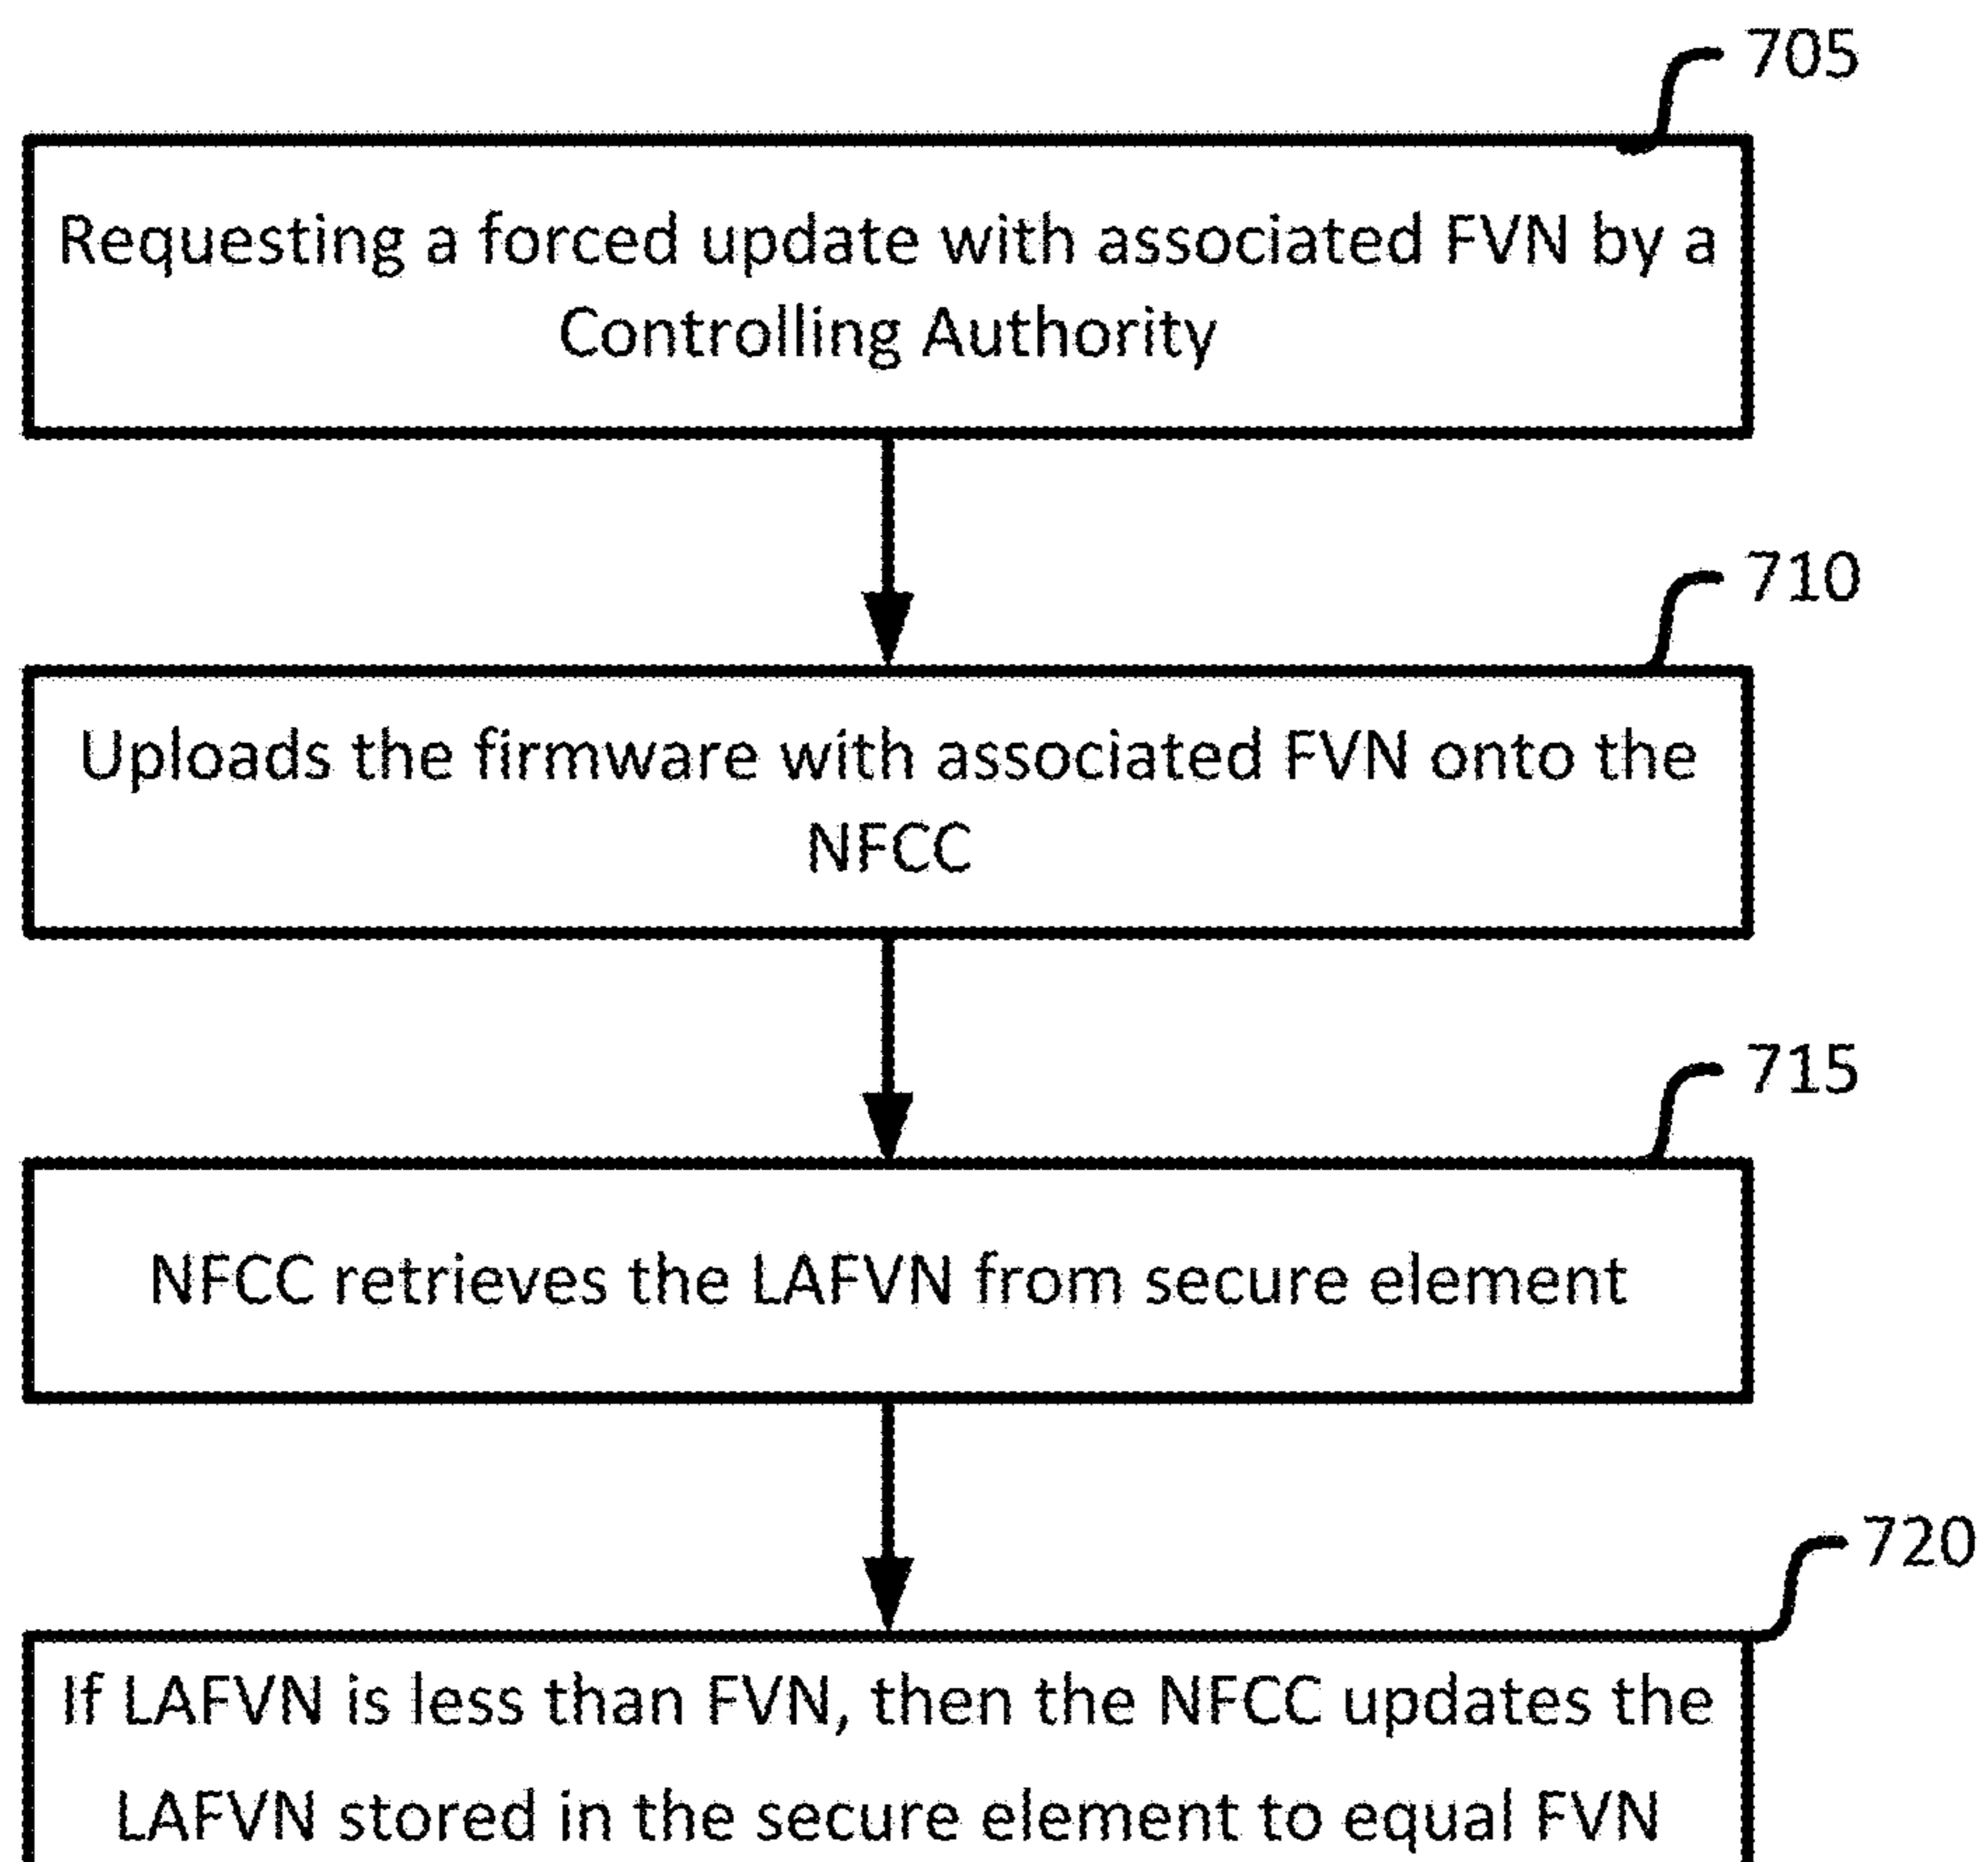 705
Requesting a forced update with associated FVN by a
Controlling Authority
710
Uploads the firmware with associated FVN onto the
NFCC
715
NFCC retrieves the LAFVN from secure element
720
If LAFVN is less than FVN, then the NFCC updates the
LAFVN stored in the secure element to equal FVN